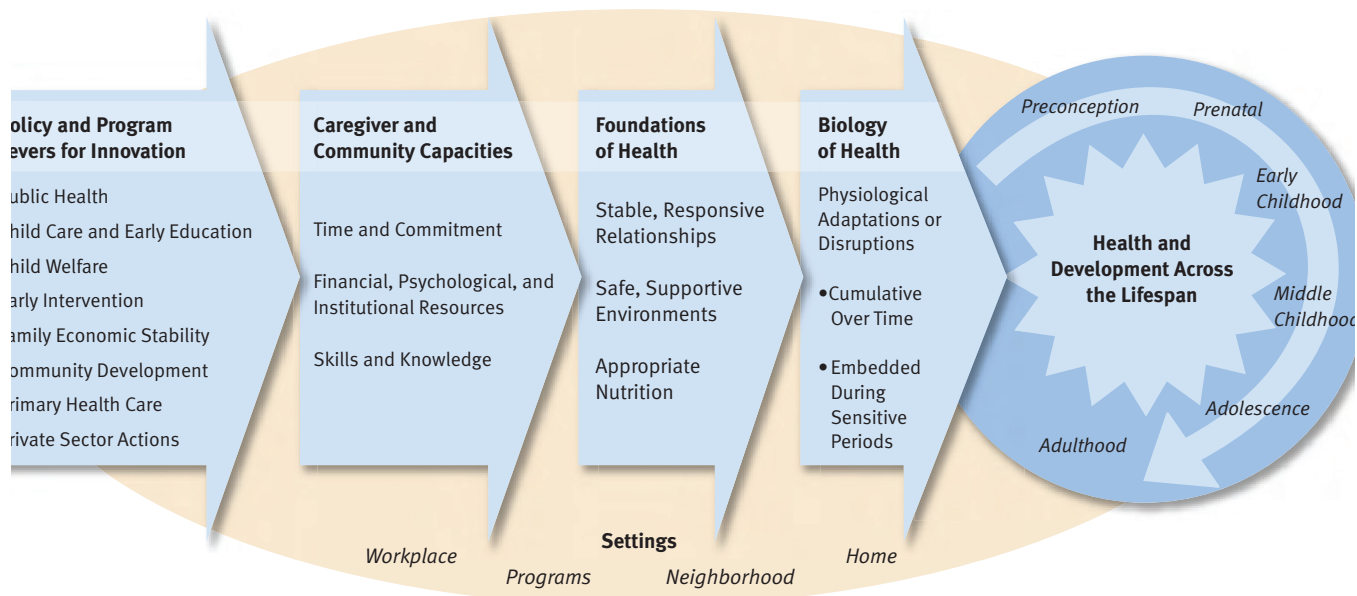 olicy and Program
evers for Innovation
ublic Health
hild Care and Early Education
hild Welfare
arly Intervention
amily Economic Stability
ommunity Development
rimary Health Care
rivate Sector Actions
Caregiver and
Community Capacities
Time and Commitment
Financial, Psychological, and
Institutional Resources
Skills and Knowledge
Foundations
of Health
Stable, Responsive
Relationships
Safe, Supportive
Environments
Appropriate
Nutrition
Biology
of Health
Physiological
Adaptations or
Disruptions
•Cumulative
Over Time
•Embedded
During
Sensitive
Periods
Preconception
Prenatal
Early
Childhood
Middle
Childhood
Adolescence
Adulthood
Health and
Development Across
the Lifespan
Settings
Workplace
Programs
Neighborhood
Home